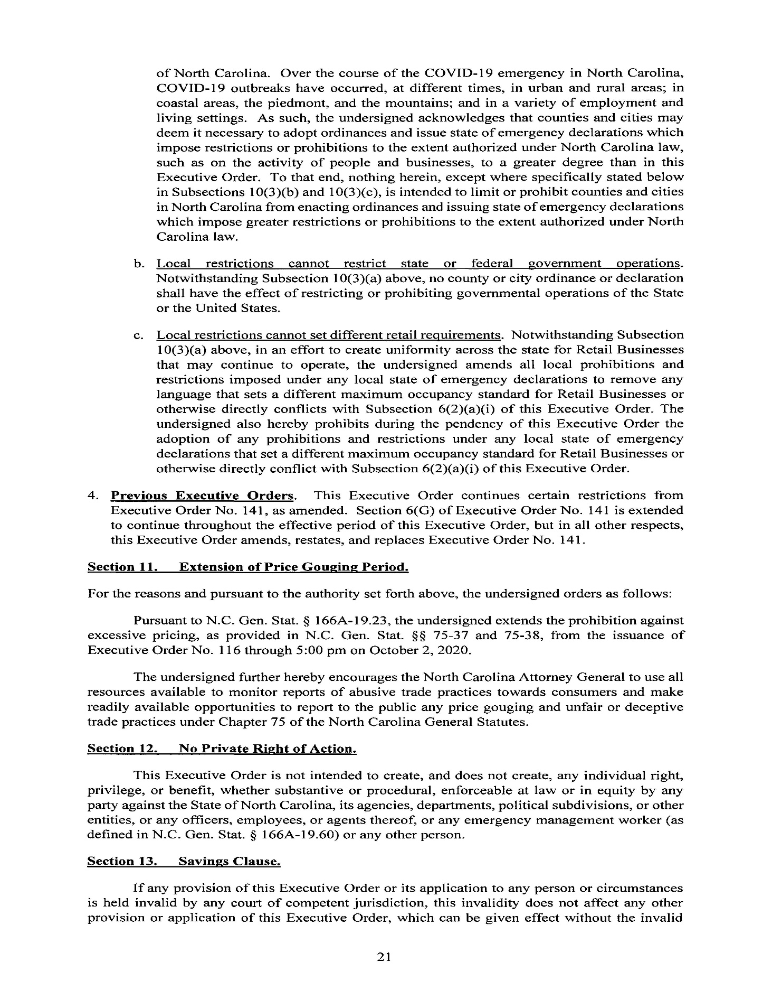 of North Carolina. Over the course of the COVID-19 emergency in North Carolina,
COVID-19 outbreaks have occurred, at different times, in urban and rural areas; in
coastal areas, the piedmont, and the mountains; and in a variety of employment and
living settings. As such, the undersigned acknowledges that counties and cities may
deem it necessary to adopt ordinances and issue state of emergency declarations which
impose restrictions or prohibitions to the extent authorized under North Carolina law,
such as on the activity of people and businesses, to a greater degree than in this
Executive Order. To that end, nothing herein, except where specifically stated below
in Subsections 10(3)(b) and 10(3)(c), is intended to limit or prohibit counties and cities
in North Carolina from enacting ordinances and issuing state of emergency declarations
which impose greater restrictions or prohibitions to the extent authorized under North
Carolina law.
b. Local restrictions cannot restrict state or federal government operations.
Notwithstanding Subsection 10(3)(a) above, no county or city ordinance or declaration
shall have the effect of restricting or prohibiting governmental operations of the State
or the United States.
c. Local restrictions cannot set different retail requirements. Notwithstanding Subsection
10(3)(a) above, in an effort to create uniformity across the state for Retail Businesses
that may continue to operate, the undersigned amends all local prohibitions and
restrictions imposed under any local state of emergency declarations to remove any
language that sets a different maximum occupancy standard for Retail Businesses or
otherwise directly conflicts with Subsection 6(2)(a)(i) of this Executive Order. The
undersigned also hereby prohibits during the pendency of this Executive Order the
adoption of any prohibitions and restrictions under any local state of emergency
declarations that set a different maximum occupancy standard for Retail Businesses or
otherwise directly conflict with Subsection 6(2)(a)(i) of this Executive Order.
4. Previous Executive Orders. This Executive Order continues certain restrictions from
Executive Order No. 141, as amended. Section 6(G) of Executive Order No. 141 is extended
to continue throughout the effective period of this Executive Order, but in all other respects,
this Executive Order amends, restates, and replaces Executive Order No. 141.
Section 11. Extension of Price Gouging Period.
For the reasons and pursuant to the authority set forth above, the undersigned orders as follows:
Pursuant to N.C. Gen. Stat. § 166A-19.23, the undersigned extends the prohibition against
excessive pricing, as provided in N.C. Gen. Stat. §§ 75-37 and 75-38, from the issuance of
Executive Order No. 116 through 5:00 pm on October 2, 2020.
The undersigned further hereby encourages the North Carolina Attorney General to use all
resources available to monitor reports of abusive trade practices towards consumers and make
readily available opportunities to report to the public any price gouging and unfair or deceptive
trade practices under Chapter 75 of the North Carolina General Statutes.
Section 12. No Private Right of Action.
This Executive Order is not intended to create, and does not create, any individual right,
privilege, or benefit, whether substantive or procedural, enforceable at law or in equity by any
party against the State of North Carolina, its agencies, departments, political subdivisions, or other
entities, or any officers, employees, or agents thereof, or any emergency management worker (as
defined in N.C. Gen. Stat. § 166A-19.60) or any other person.
Section 13. Savings Clause.
If any provision of this Executive Order or its application to any person or circumstances
is held invalid by any court of competent jurisdiction, this invalidity does not affect any other
provision or application of this Executive Order, which can be given effect without the invalid
21